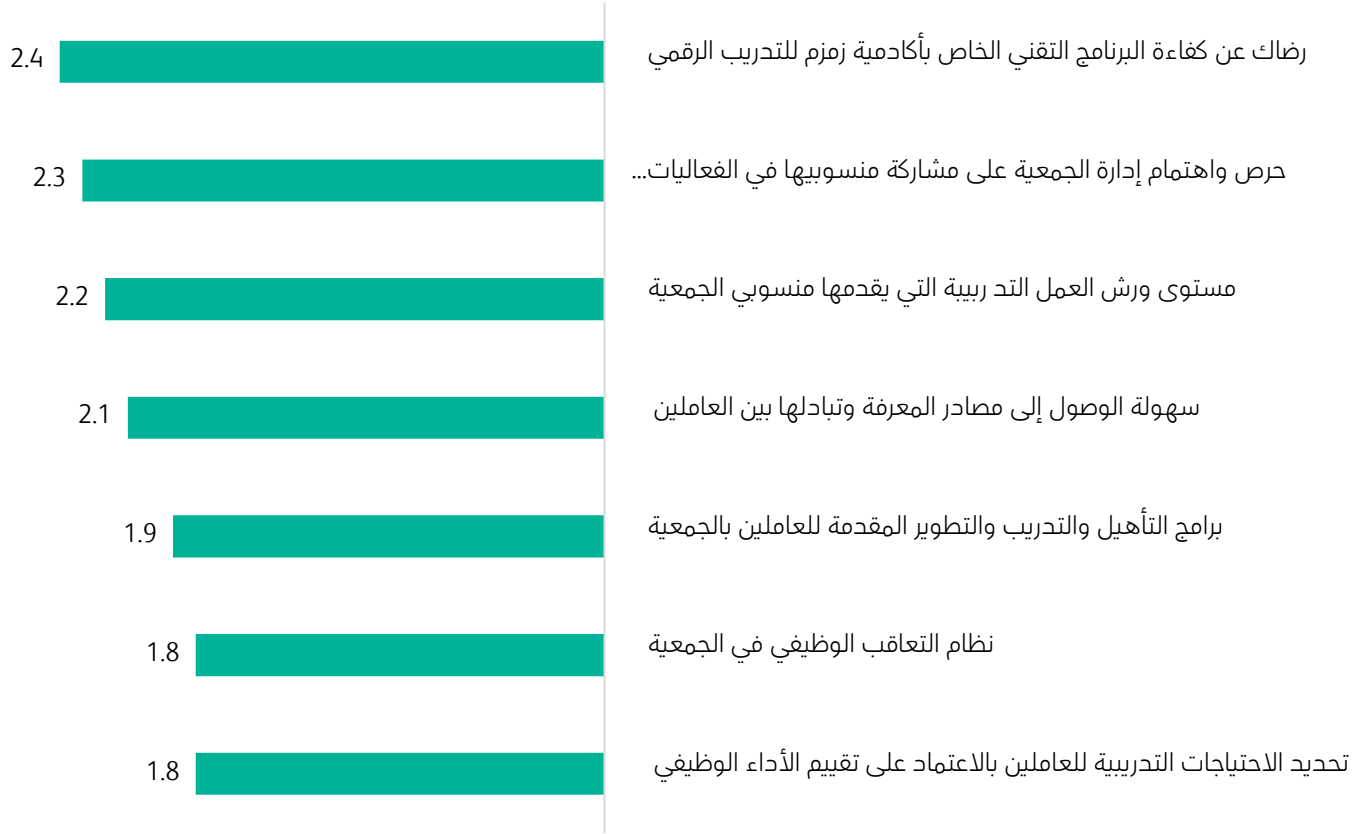 رضاك عن كفاءة البرنامج التقني الخاص بأكادمية زمزم للتدريب الرقمي
2.4
حرص واهتمام إدارة الجمعية على مشاركة منسوبيها في الفعاليات...
2.3
مستوى ورش العمل التد ريبية التي يقدمها منسوبي الجمعية
2.2
سهولة الوصول إلى مصادر المعرفة وتبادلها بين العاملين
2.1
برامج التأهيل والتدريب والتطوير المقدمة للعاملين بالجمعية
1.9
نظام التعاقب الوظيفي في الجمعية
1.8
تحديد الاحتياجات التدريبية للعاملين بالاعتماد على تقييم الأداء الوظيفي
1.8